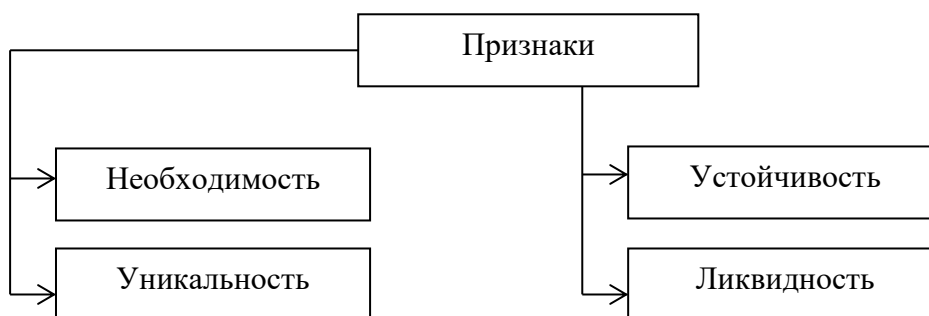 Признаки
Необходимость
Устойчивость
Уникальность
Ликвидность